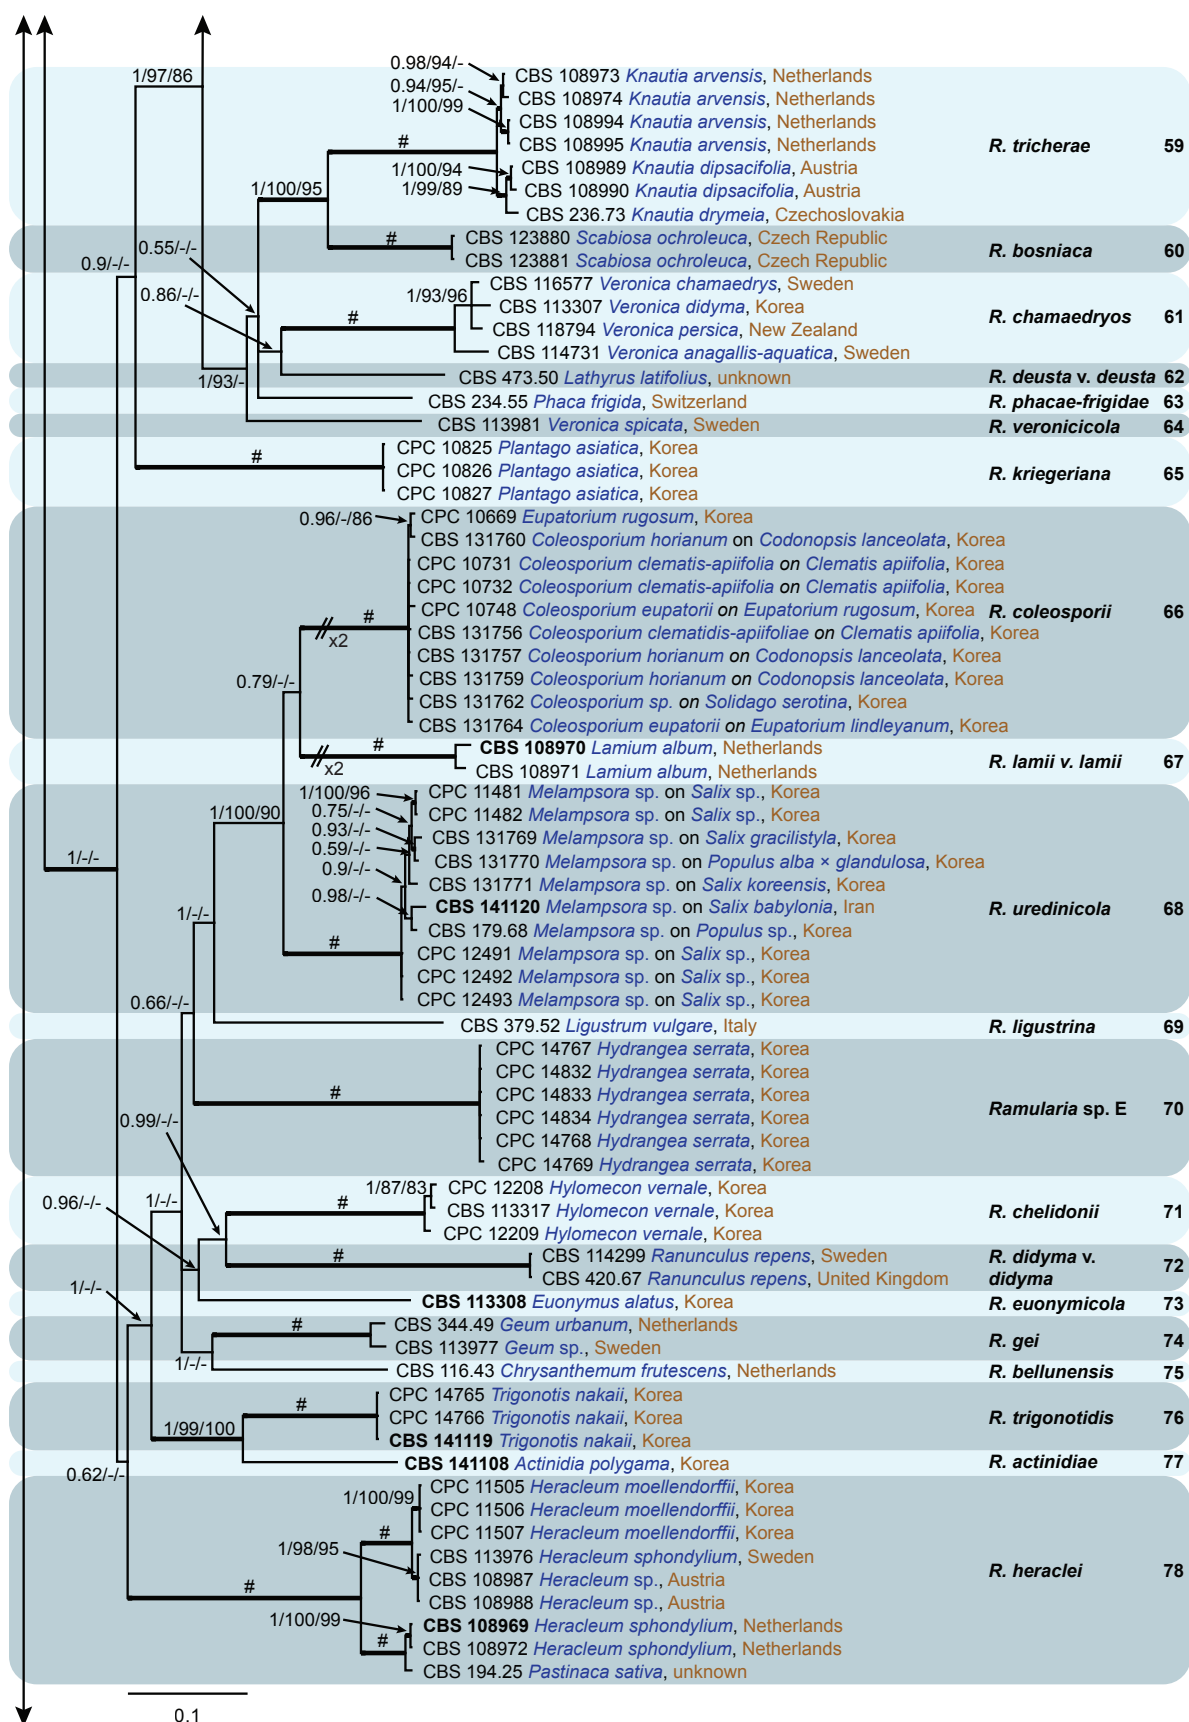 1/97/86
0.98/94/-
CBS 108973 Knautia arvensis, Netherlands
0.94/95/-
CBS 108974 Knautia arvensis, Netherlands
1/100/99
CBS 108994 Knautia arvensis, Netherlands
#
CBS 108995 Knautia arvensis, Netherlands
R. tricherae 59
1/100/94
CBS 108989 Knautia dipsacifolia, Austria
1/100/95
1/99/89
CBS 108990 Knautia dipsacifolia, Austria
CBS 236.73 Knautia drymeia, Czechoslovakia
#
CBS 123880 Scabiosa ochroleuca, Czech Republic
0.55/-/-
R. bosniaca 60
CBS 123881 Scabiosa ochroleuca, Czech Republic
0.9/-/-
CBS 116577 Veronica chamaedrys, Sweden
0.86/-/-
1/93/96
CBS 113307 Veronica didyma, Korea
R. chamaedryos 61
#
CBS 118794 Veronica persica, New Zealand
CBS 114731 Veronica anagallis-aquatica, Sweden
1/93/-
CBS 473.50 Lathyrus latifolius, unknown
R. deusta v. deusta 62
CBS 234.55 Phaca frigida, Switzerland
R. phacae-frigidae 63
CBS 113981 Veronica spicata, Sweden
R. veronicicola 64
CPC 10825 Plantago asiatica, Korea
#
CPC 10826 Plantago asiatica, Korea
R. kriegeriana 65
CPC 10827 Plantago asiatica, Korea
0.96/-/86
CPC 10669 Eupatorium rugosum, Korea
CBS 131760 Coleosporium horianum on Codonopsis lanceolata, Korea
CPC 10731 Coleosporium clematis-apiifolia on Clematis apiifolia, Korea
CPC 10732 Coleosporium clematis-apiifolia on Clematis apiifolia, Korea
CPC 10748 Coleosporium eupatorii on Eupatorium rugosum, Korea
R. coleosporii 66
#
x2
CBS 131756 Coleosporium clematidis-apiifoliae on Clematis apiifolia, Korea
CBS 131757 Coleosporium horianum on Codonopsis lanceolata, Korea
0.79/-/-
CBS 131759 Coleosporium horianum on Codonopsis lanceolata, Korea
CBS 131762 Coleosporium sp. on Solidago serotina, Korea
CBS 131764 Coleosporium eupatorii on Eupatorium lindleyanum, Korea
#
x2
CBS 108970 Lamium album, Netherlands
R. lamii v. lamii 67
CBS 108971 Lamium album, Netherlands
1/100/96
CPC 11481 Melampsora sp. on Salix sp., Korea
0.75/-/-
CPC 11482 Melampsora sp. on Salix sp., Korea
1/100/90
0.93/-/-
CBS 131769 Melampsora sp. on Salix gracilistyla, Korea
0.59/-/-
CBS 131770 Melampsora sp. on Populus alba × glandulosa, Korea
1/-/-
0.9/-/-
CBS 131771 Melampsora sp. on Salix koreensis, Korea
0.98/-/-
CBS 141120 Melampsora sp. on Salix babylonia, Iran
R. uredinicola 68
1/-/-
CBS 179.68 Melampsora sp. on Populus sp., Korea
#
CPC 12491 Melampsora sp. on Salix sp., Korea
CPC 12492 Melampsora sp. on Salix sp., Korea
0.66/-/-
CPC 12493 Melampsora sp. on Salix sp., Korea
CBS 379.52 Ligustrum vulgare, Italy
R. ligustrina 69
CPC 14767 Hydrangea serrata, Korea
CPC 14832 Hydrangea serrata, Korea
#
CPC 14833 Hydrangea serrata, Korea
Ramularia sp. E 70
CPC 14834 Hydrangea serrata, Korea
0.99/-/-
CPC 14768 Hydrangea serrata, Korea
CPC 14769 Hydrangea serrata, Korea
1/87/83
CPC 12208 Hylomecon vernale, Korea
0.96/-/-
1/-/-
#
CBS 113317 Hylomecon vernale, Korea
R. chelidonii 71
CPC 12209 Hylomecon vernale, Korea
#
CBS 114299 Ranunculus repens, Sweden
R. didyma v.
didyma 72
CBS 420.67 Ranunculus repens, United Kingdom
1/-/-
CBS 113308 Euonymus alatus, Korea
R. euonymicola 73
#
CBS 344.49 Geum urbanum, Netherlands
R. gei 74
CBS 113977 Geum sp., Sweden
1/-/-
CBS 116.43 Chrysanthemum frutescens, Netherlands
R. bellunensis 75
CPC 14765 Trigonotis nakaii, Korea
#
CPC 14766 Trigonotis nakaii, Korea
R. trigonotidis 76
1/99/100
CBS 141119 Trigonotis nakaii, Korea
CBS 141108 Actinidia polygama, Korea
R. actinidiae 77
0.62/-/-
CPC 11505 Heracleum moellendorffii, Korea
1/100/99
CPC 11506 Heracleum moellendorffii, Korea
#
CPC 11507 Heracleum moellendorffii, Korea
1/98/95
CBS 113976 Heracleum sphondylium, Sweden
R. heraclei 78
#
CBS 108987 Heracleum sp., Austria
CBS 108988 Heracleum sp., Austria
1/100/99
CBS 108969 Heracleum sphondylium, Netherlands
#
CBS 108972 Heracleum sphondylium, Netherlands
CBS 194.25 Pastinaca sativa, unknown
0.1